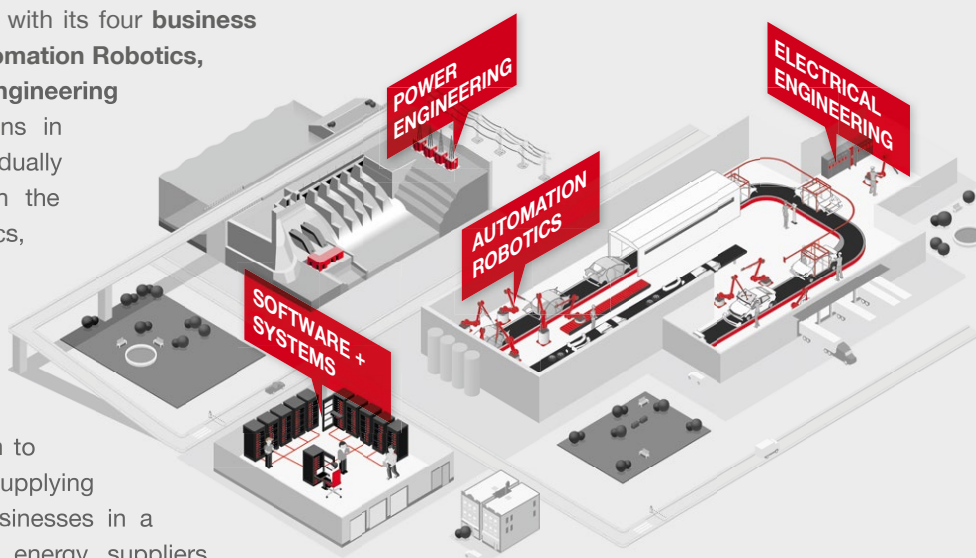 with its four business
omation Robotics,
ngineering
ns in
dually
n the
cs,
n to
upplying
sinesses in a
energy suppliers
POWER
ENGINEERING
ELECTRICAL
ENGINEERING
AUTOMATION
ROBOTICS
SOFTWARE +
SYSTEMS